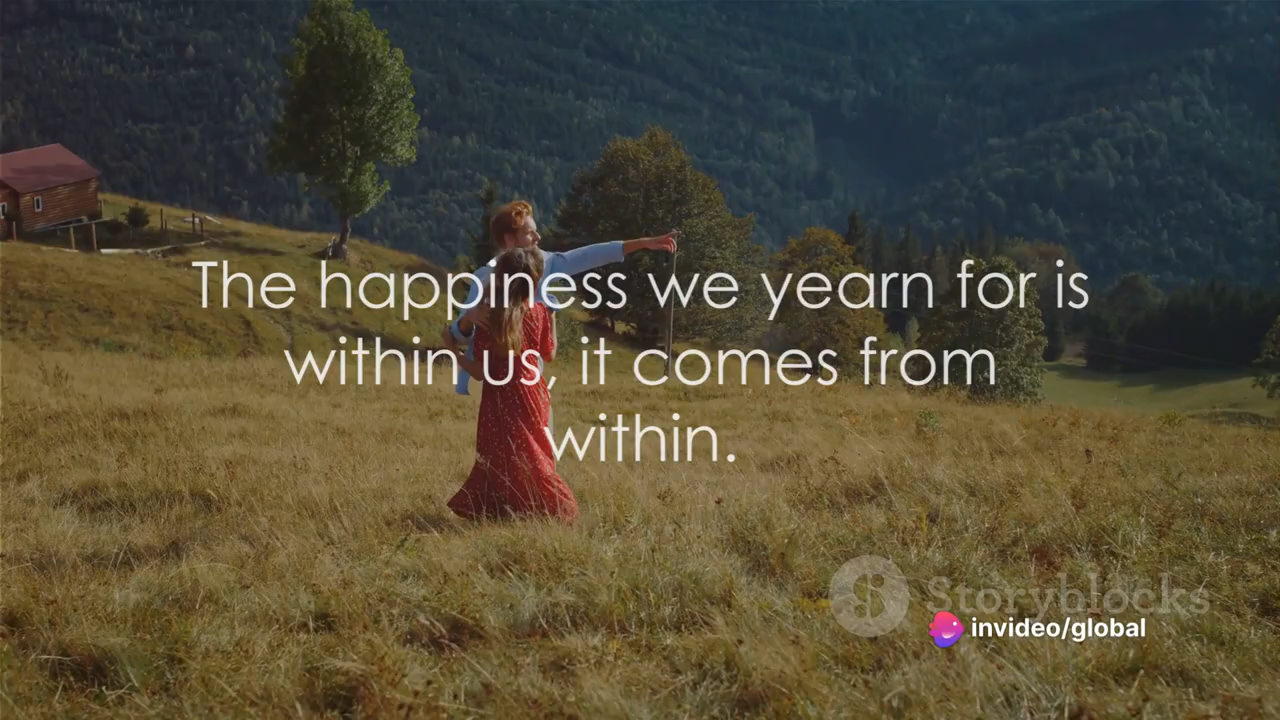 The happiness we yearn for is
within us, it comes from
within.
Storyblocks
invideo/global